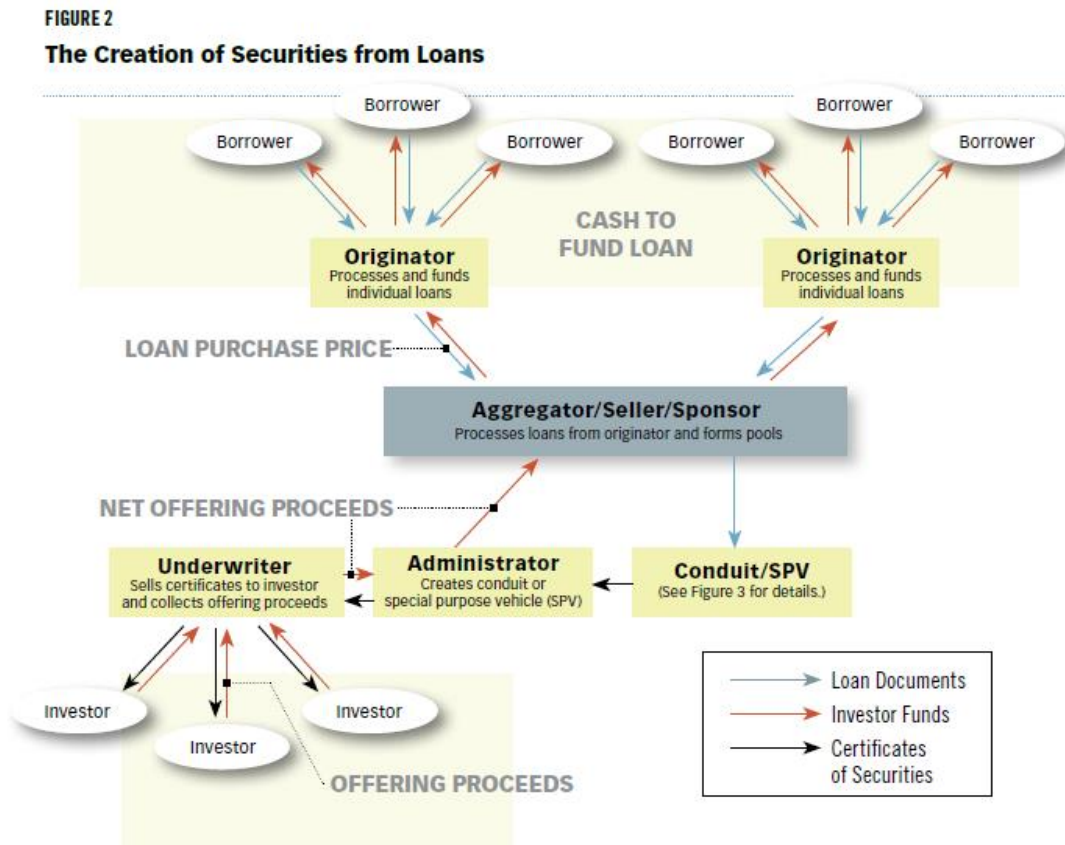 FIGURE 2
The Creation of Securities from Loans
Borrower
Borrower
Borrower
Borrower
Borrower
Borrower
CASH TO
FUND LOAN
Originator
Processes and funds
individual loans
Originator
Processes and funds
individual loans
LOAN PURCHASE PRICE
Aggregator/Seller/Sponsor
Processes loans from originator and forms pools
NET OFFERING PROCEEDS
Underwriter
Sells certificates to investor
and collects offering proceeds
Administrator
Creates conduit or
special purpose vehicle (SPV)
Conduit/SPV
(See Figure 3 for details.)
Investor
Investor
Investor
OFFERING PROCEEDS
Loan Documents
Investor Funds
Certificates
of Securities